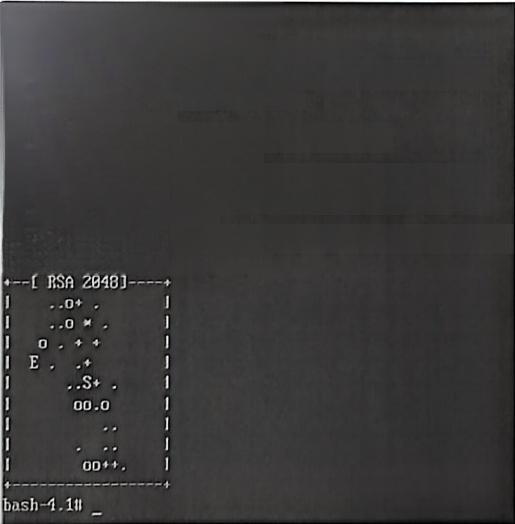 +--[ RSA 2048]----+
|     ..o+ .      |
|     ..o * .     |
|    o . + +      |
|   E .  .+       |
|       ..S+ .    |
|        oo.o     |
|           ..    |
|        .  ..    |
|         oo++.   |
+-----------------+
bash-4.1# _